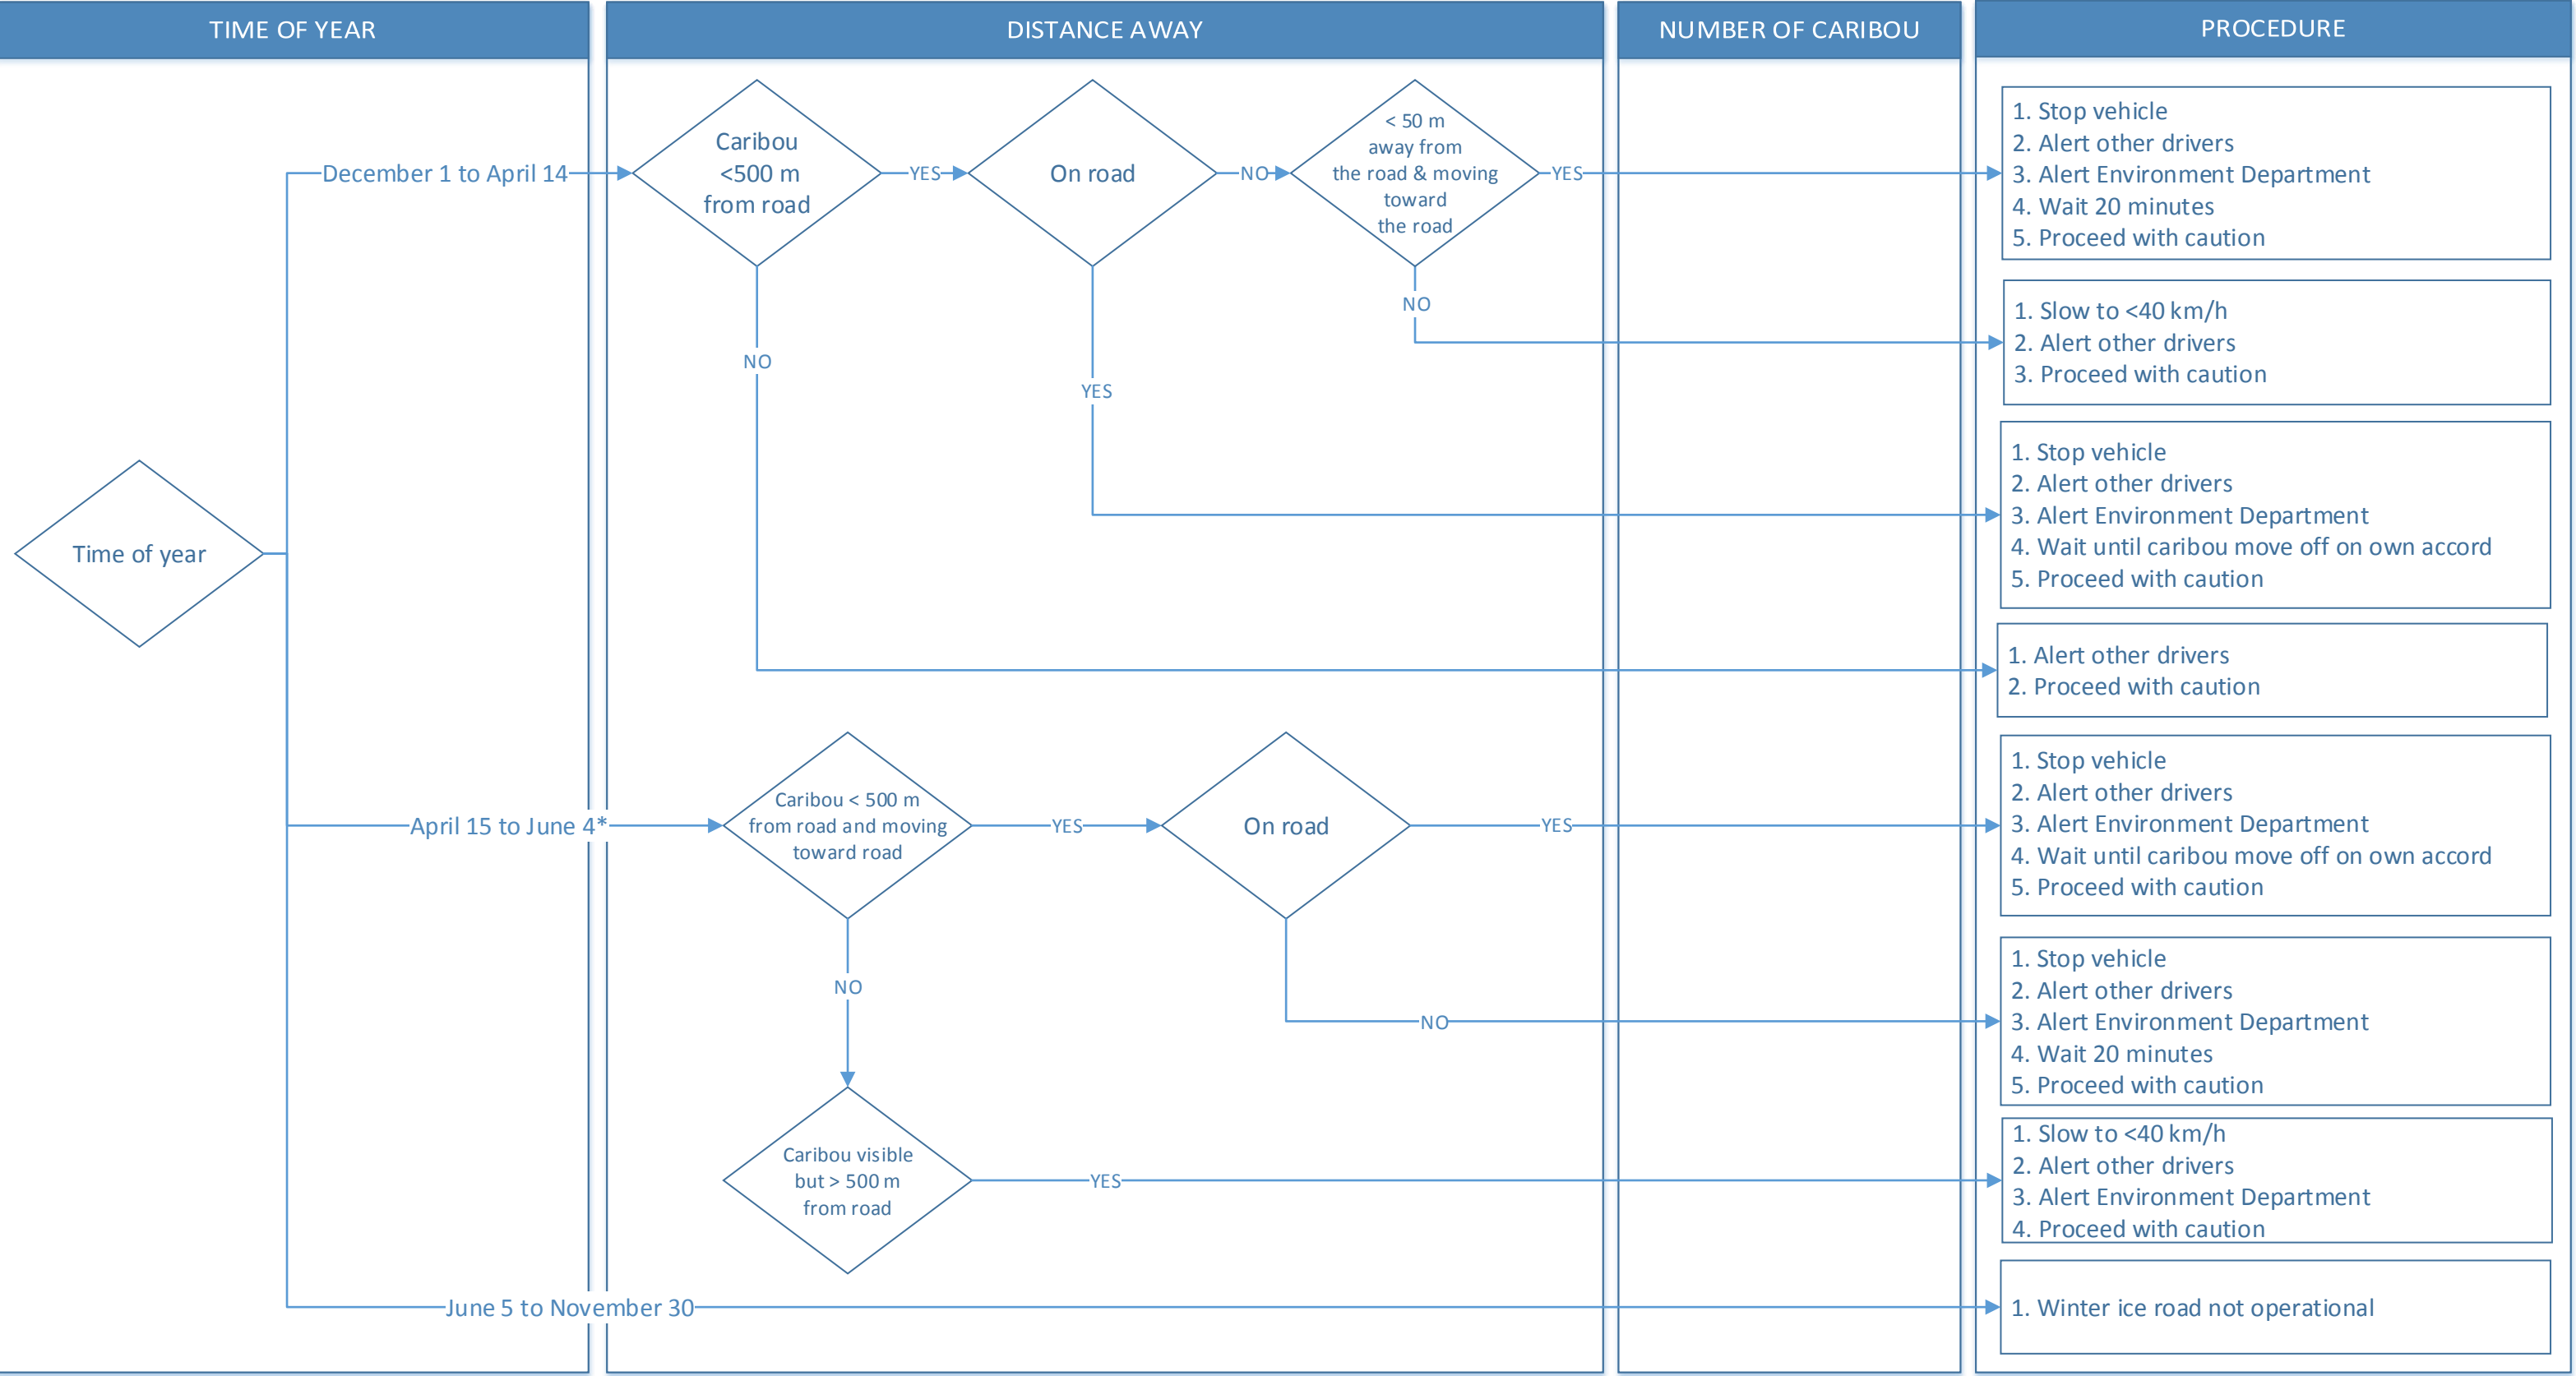 TIME OF YEAR
DISTANCE AWAY
NUMBER OF CARIBOU
PROCEDURE
Time of year
December 1 to April 14
Caribou
<500 m
from road
YES
On road
NO
< 50 m
away from
the road & moving
toward
the road
YES
1. Stop vehicle
2. Alert other drivers
3. Alert Environment Department
4. Wait 20 minutes
5. Proceed with caution
NO
1. Slow to <40 km/h
2. Alert other drivers
3. Proceed with caution
YES
1. Stop vehicle
2. Alert other drivers
3. Alert Environment Department
4. Wait until caribou move off on own accord
5. Proceed with caution
NO
1. Alert other drivers
2. Proceed with caution
April 15 to June 4*
Caribou < 500 m
from road and moving
toward road
YES
On road
YES
1. Stop vehicle
2. Alert other drivers
3. Alert Environment Department
4. Wait until caribou move off on own accord
5. Proceed with caution
NO
1. Stop vehicle
2. Alert other drivers
3. Alert Environment Department
4. Wait 20 minutes
5. Proceed with caution
NO
Caribou visible
but > 500 m
from road
YES
1. Slow to <40 km/h
2. Alert other drivers
3. Alert Environment Department
4. Proceed with caution
June 5 to November 30
1. Winter ice road not operational